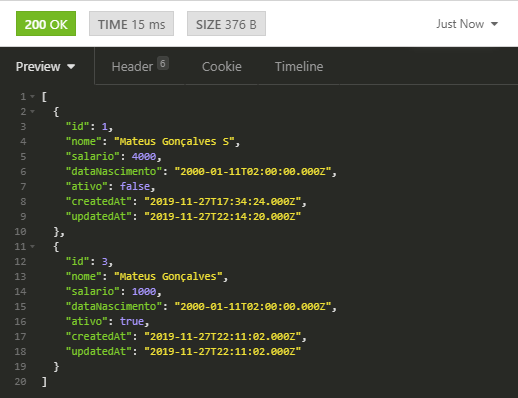 200 OK TIME 15 ms SIZE 376 B Just Now
Preview Header 6 Cookie Timeline
1 [
2 {
3 "id": 1,
4 "nome": "Mateus Gonçalves S",
5 "salario": 4000,
6 "dataNascimento": "2000-01-11T02:00:00.000Z",
7 "ativo": false,
8 "createdAt": "2019-11-27T17:34:24.000Z",
9 "updatedAt": "2019-11-27T22:14:20.000Z"
10 },
11 {
12 "id": 3,
13 "nome": "Mateus Gonçalves",
14 "salario": 1000,
15 "dataNascimento": "2000-01-11T02:00:00.000Z",
16 "ativo": true,
17 "createdAt": "2019-11-27T22:11:02.000Z",
18 "updatedAt": "2019-11-27T22:11:02.000Z"
19 }
20 ]